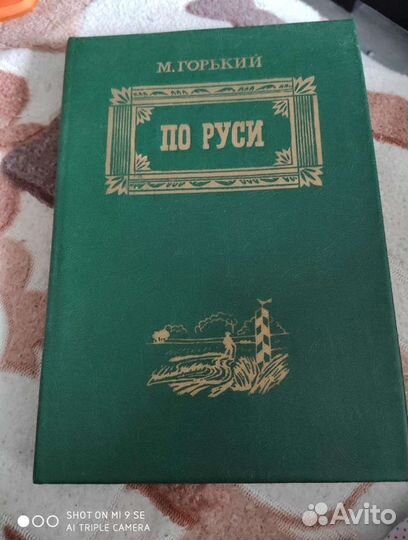 М. ГОРЬКИЙ
ПО РУСИ
SHOT ON MI 9 SE
AI TRIPLE CAMERA
Avito